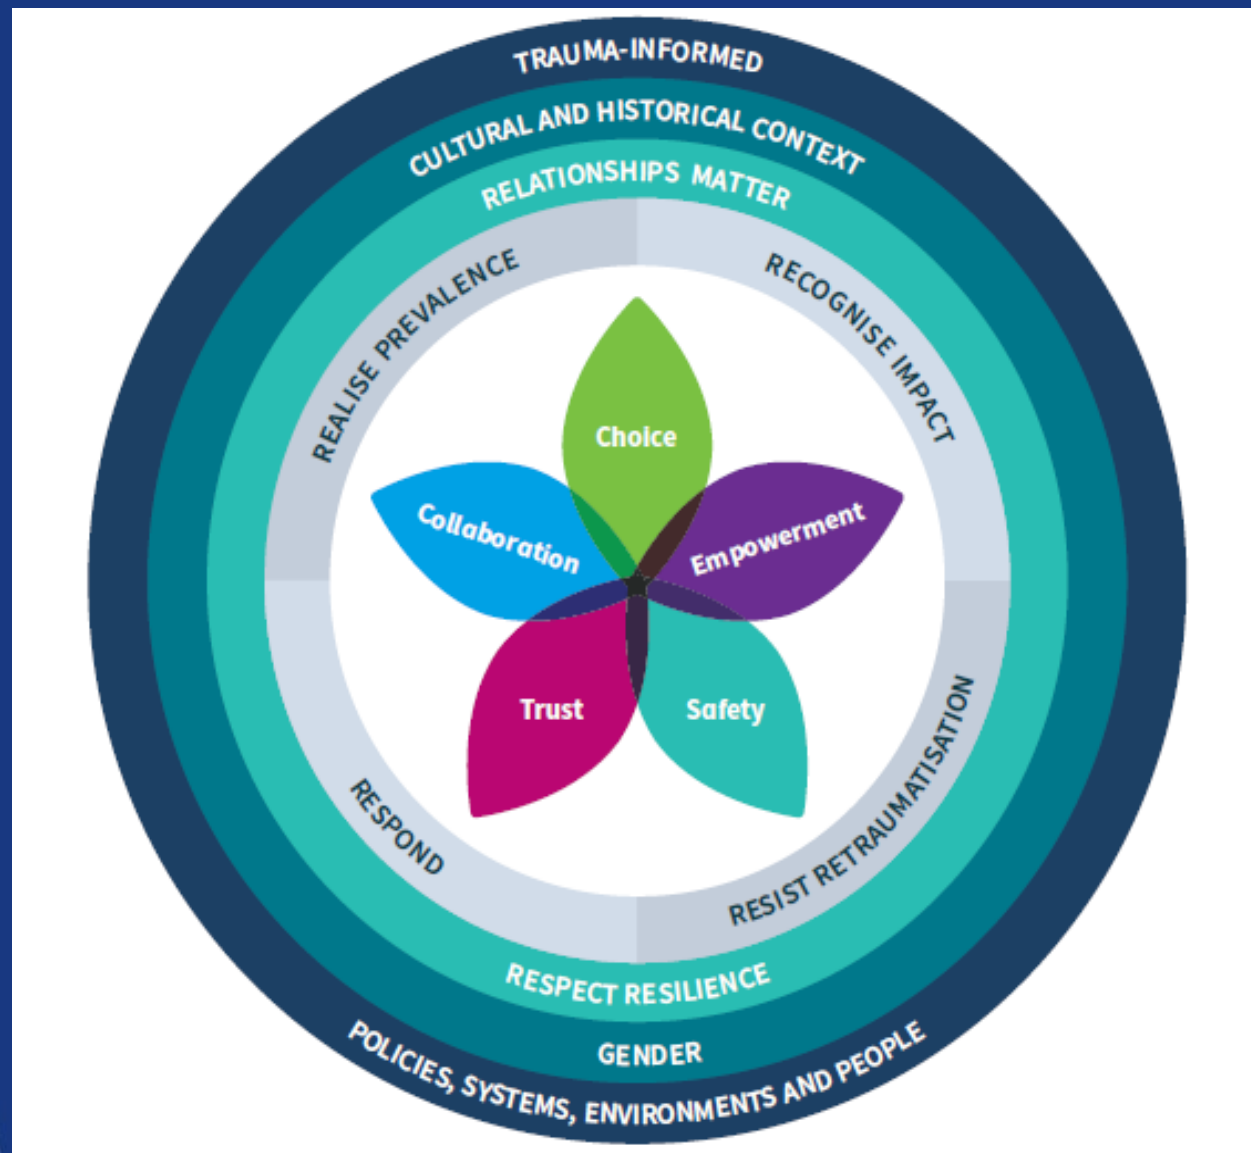 TRAUMA-INFORMED
CULTURAL AND HISTORICAL CONTEXT
RELATIONSHIPS MATTER
REALISE PREVALENCE
RECOGNISE IMPACT
Choice
Collaboration
Empowerment
Trust
Safety
RESPOND
RESIST RETRAUMATISATION
RESPECT RESILIENCE
GENDER
POLICIES, SYSTEMS, ENVIRONMENTS AND PEOPLE